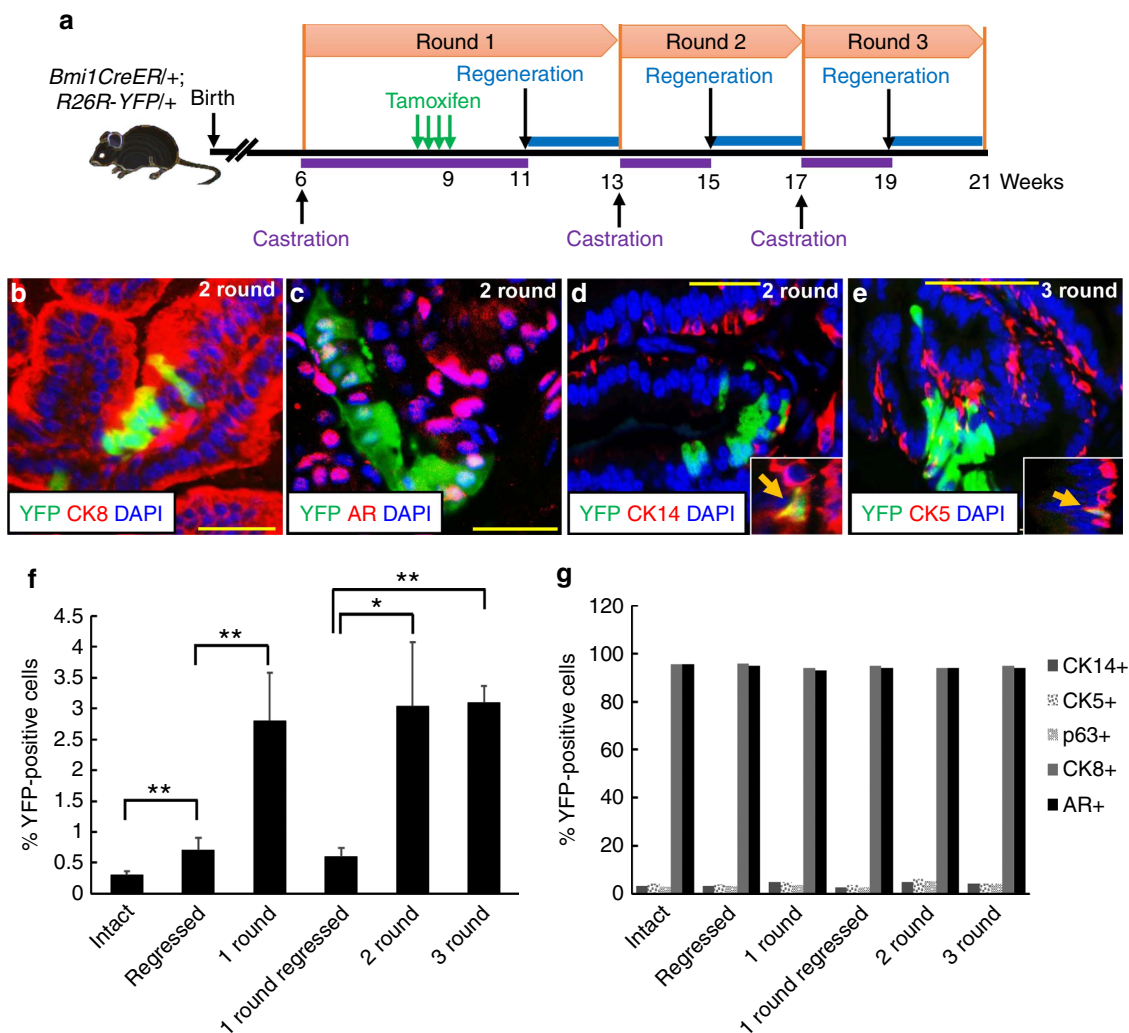 a
Round 1
Round 2
Round 3
Bmi1CreER/+;
R26R-YFP/+
Birth
Tamoxifen
Regeneration
Regeneration
Regeneration
6
9
11
13
15
17
19
21
Weeks
Castration
Castration
Castration
b
2 round
YFP CK8 DAPI
c
2 round
YFP AR DAPI
d
2 round
YFP CK14 DAPI
e
3 round
YFP CK5 DAPI
f
% YFP-positive cells
4.5
4
3.5
3
2.5
2
1.5
1
0.5
0
**
**
**
*
Intact
Regressed
1 round
1 round regressed
2 round
3 round
g
% YFP-positive cells
120
100
80
60
40
20
0
Intact
Regressed
1 round
1 round regressed
2 round
3 round
CK14+
CK5+
p63+
CK8+
AR+